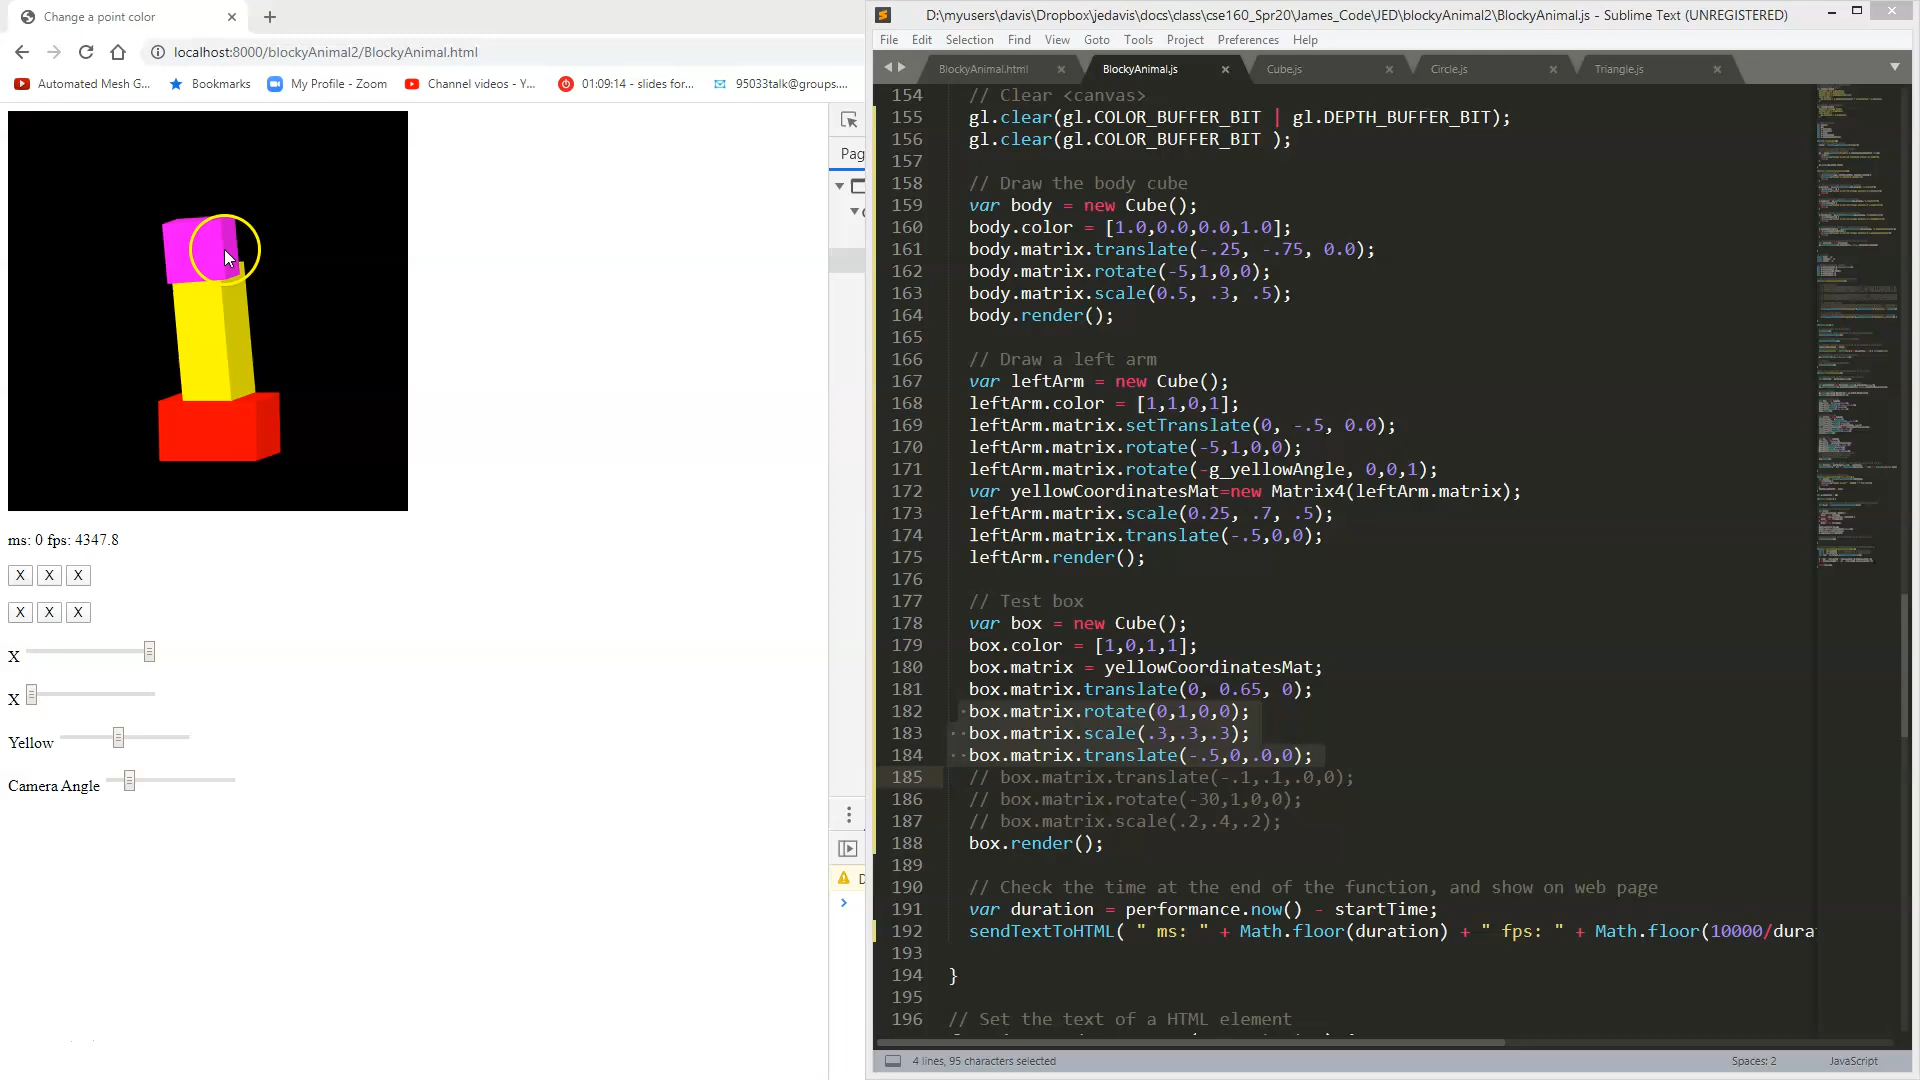 Change a point color
localhost:8000/blockyAnimal2/BlockyAnimal.html
Automated Mesh G... Bookmarks My Profile - Zoom Channel videos - Y... 01:09:14 - slides for... 95033talk@groups....
Pag
ms: 0 fps: 4347.8
X X X
X X X
X
X
Yellow
Camera Angle
D:\myusers\davis\Dropbox\jedavis\docs\class\cse160_Spr20\James_Code\JED\blockyAnimal2\BlockyAnimal.js - Sublime Text (UNREGISTERED)
File Edit Selection Find View Goto Tools Project Preferences Help
BlockyAnimal.html BlockyAnimal.js Cube.js Circle.js Triangle.js
154 // Clear <canvas>
155 gl.clear(gl.COLOR_BUFFER_BIT | gl.DEPTH_BUFFER_BIT);
156 gl.clear(gl.COLOR_BUFFER_BIT );
157
158 // Draw the body cube
159 var body = new Cube();
160 body.color = [1.0,0.0,0.0,1.0];
161 body.matrix.translate(-.25, -.75, 0.0);
162 body.matrix.rotate(-5,1,0,0);
163 body.matrix.scale(0.5, .3, .5);
164 body.render();
165
166 // Draw a left arm
167 var leftArm = new Cube();
168 leftArm.color = [1,1,0,1];
169 leftArm.matrix.setTranslate(0, -.5, 0.0);
170 leftArm.matrix.rotate(-5,1,0,0);
171 leftArm.matrix.rotate(-g_yellowAngle, 0,0,1);
172 var yellowCoordinatesMat=new Matrix4(leftArm.matrix);
173 leftArm.matrix.scale(0.25, .7, .5);
174 leftArm.matrix.translate(-.5,0,0);
175 leftArm.render();
176
177 // Test box
178 var box = new Cube();
179 box.color = [1,0,1,1];
180 box.matrix = yellowCoordinatesMat;
181 box.matrix.translate(0, 0.65, 0);
182 box.matrix.rotate(0,1,0,0);
183 box.matrix.scale(.3,.3,.3);
184 box.matrix.translate(-.5,0,.0,0);
185 // box.matrix.translate(-.1,.1,.0,0);
186 // box.matrix.rotate(-30,1,0,0);
187 // box.matrix.scale(.2,.4,.2);
188 box.render();
189
190 // Check the time at the end of the function, and show on web page
191 var duration = performance.now() - startTime;
192 sendTextToHTML( " ms: " + Math.floor(duration) + " fps: " + Math.floor(10000/dura
193
194 }
195
196 // Set the text of a HTML element
4 lines, 95 characters selected Spaces: 2 JavaScript